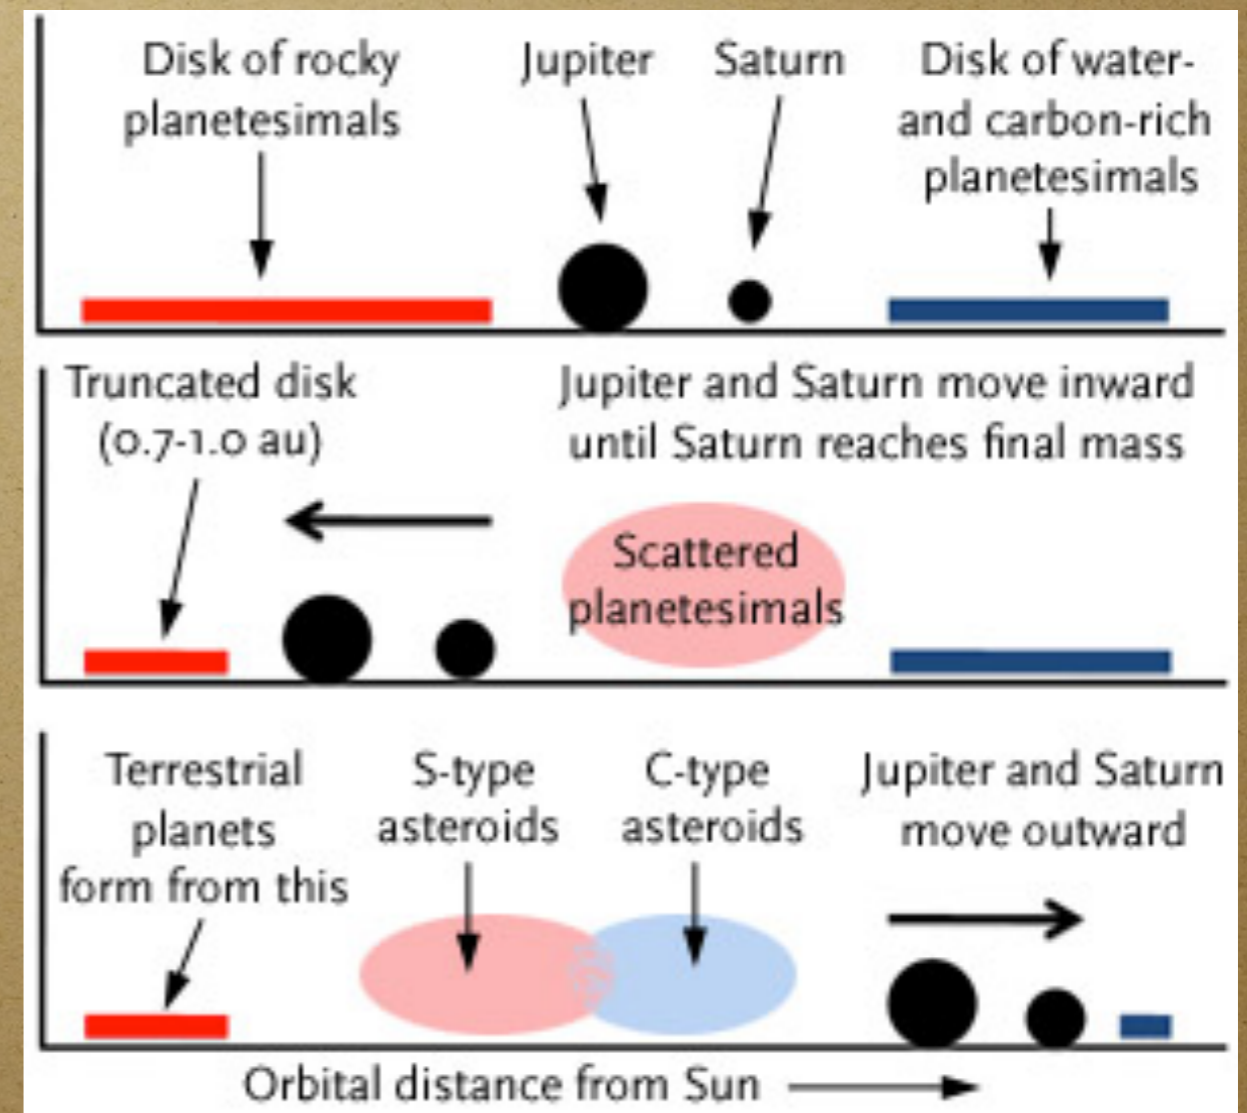 Disk of rocky
planetesimals
Jupiter
Saturn
Disk of water-
and carbon-rich
planetesimals
Truncated disk
(0.7-1.0 au)
Jupiter and Saturn move inward
until Saturn reaches final mass
Scattered
planetesimals
Terrestrial
planets
form from this
S-type
asteroids
C-type
asteroids
Jupiter and Saturn
move outward
Orbital distance from Sun